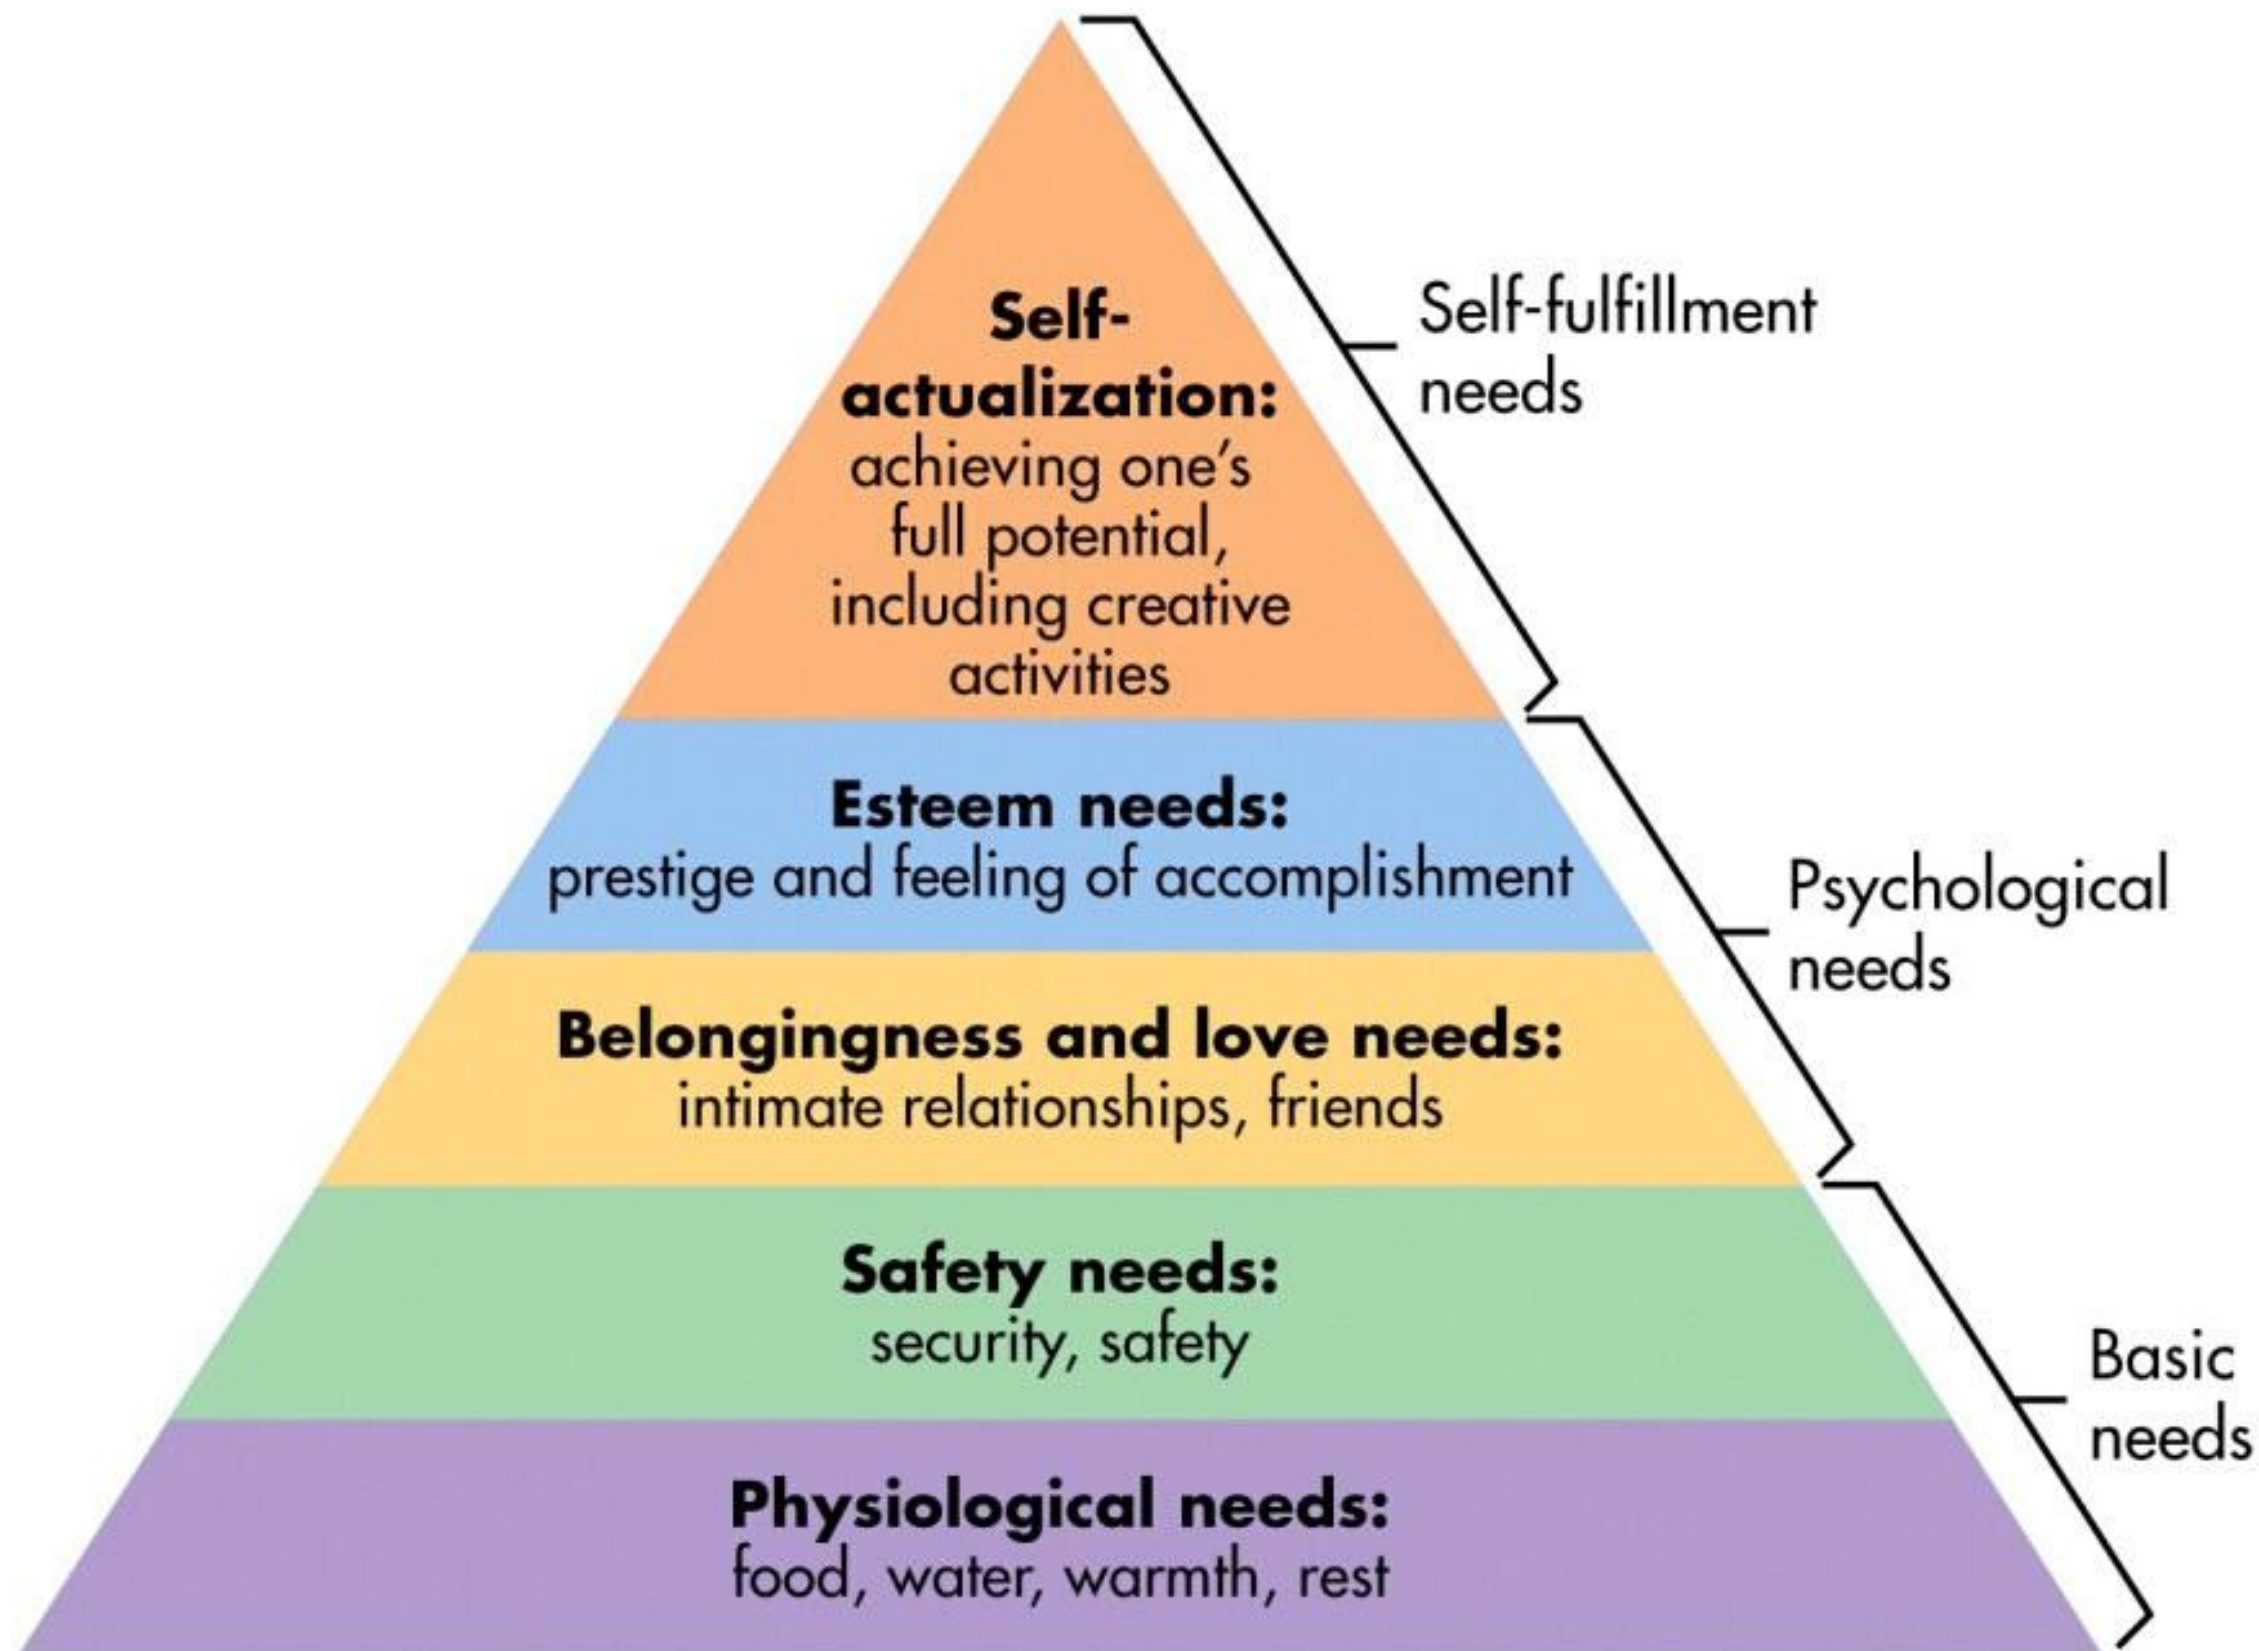 Self-
actualization:
achieving one’s
full potential,
including creative
activities
Self-fulfillment
needs
Esteem needs:
prestige and feeling of accomplishment
Belongingness and love needs:
intimate relationships, friends
Psychological
needs
Safety needs:
security, safety
Physiological needs:
food, water, warmth, rest
Basic
needs